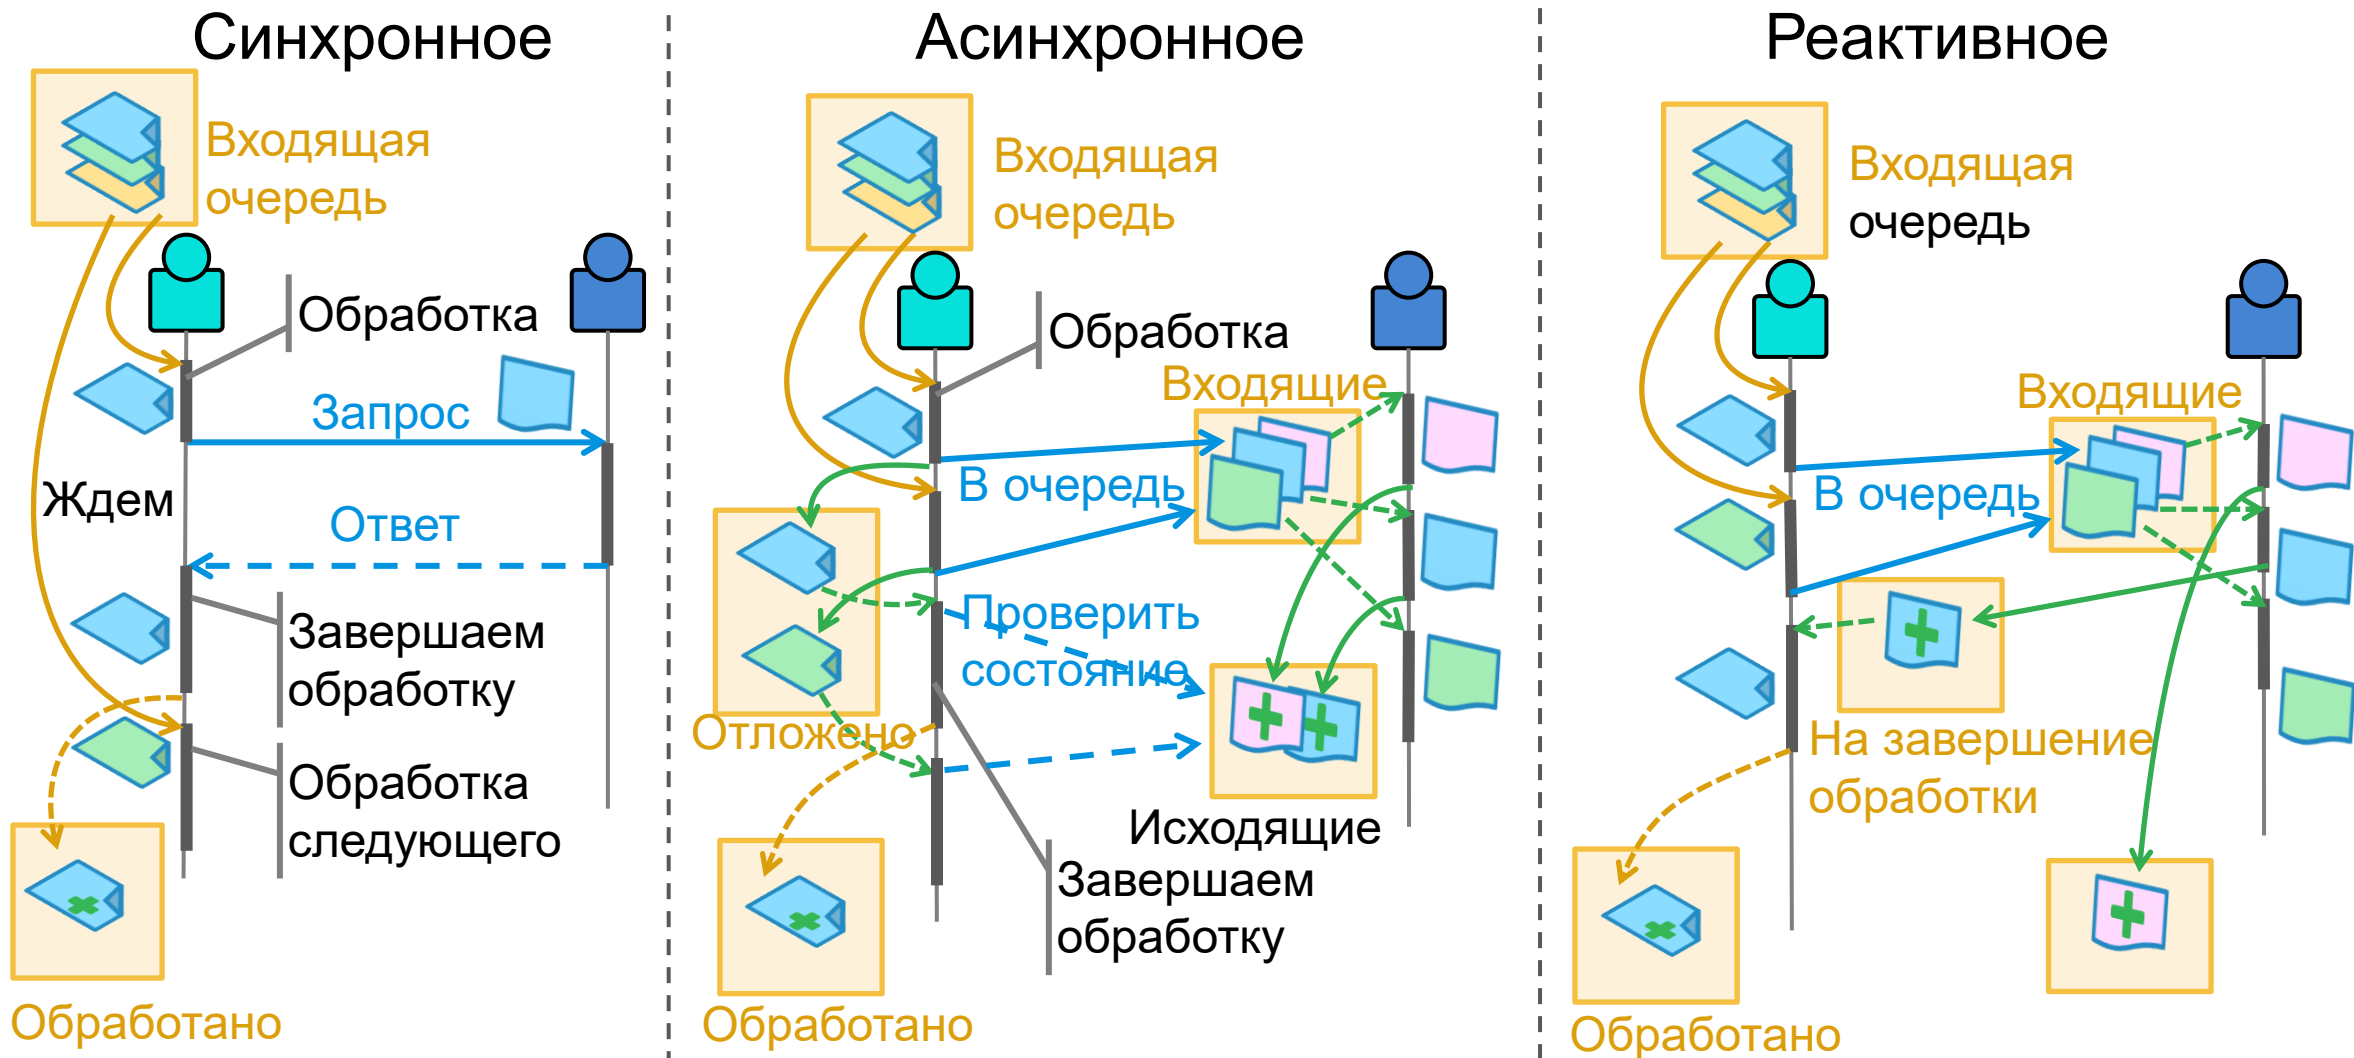 Синхронное
Входящая
очередь
Обработка
Запрос
Ждем
Ответ
Завершаем
обработку
Обработка
следующего
Обработано
Асинхронное
Входящая
очередь
Обработка
Входящие
В очередь
Проверить
состояние
Отложено
Исходящие
Завершаем
обработку
Обработано
Реактивное
Входящая
очередь
Входящие
В очередь
На завершение
обработки
Обработано